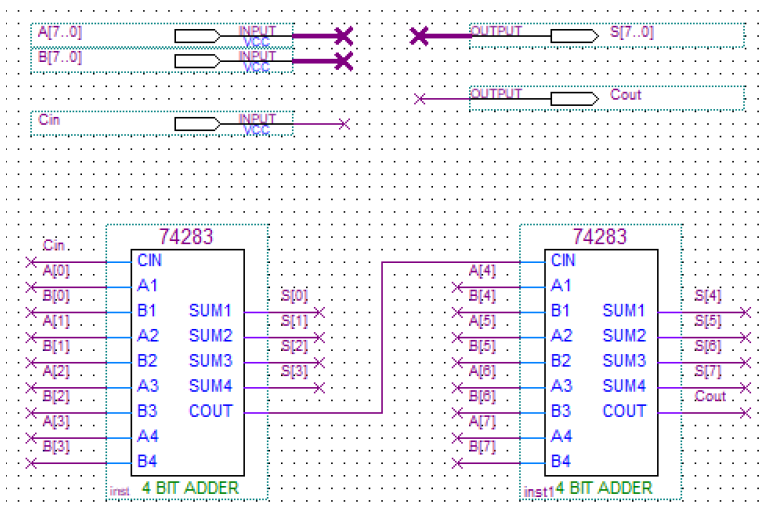 A[7..0] INPUT VCC
B[7..0] INPUT VCC
Cin INPUT VCC
OUTPUT S[7..0]
OUTPUT Cout
74283
Cin CIN
A[0] A1
B[0] B1 SUM1 S[0]
A[1] A2 SUM2 S[1]
B[1] B2 SUM3 S[2]
A[2] A3 SUM4 S[3]
B[2] B3 COUT
A[3] A4
B[3] B4
inst 4 BIT ADDER
74283
CIN
A[4] A1
B[4] B1 SUM1 S[4]
A[5] A2 SUM2 S[5]
B[5] B2 SUM3 S[6]
A[6] A3 SUM4 S[7]
B[6] B3 COUT Cout
A[7] A4
B[7] B4
inst1 4 BIT ADDER